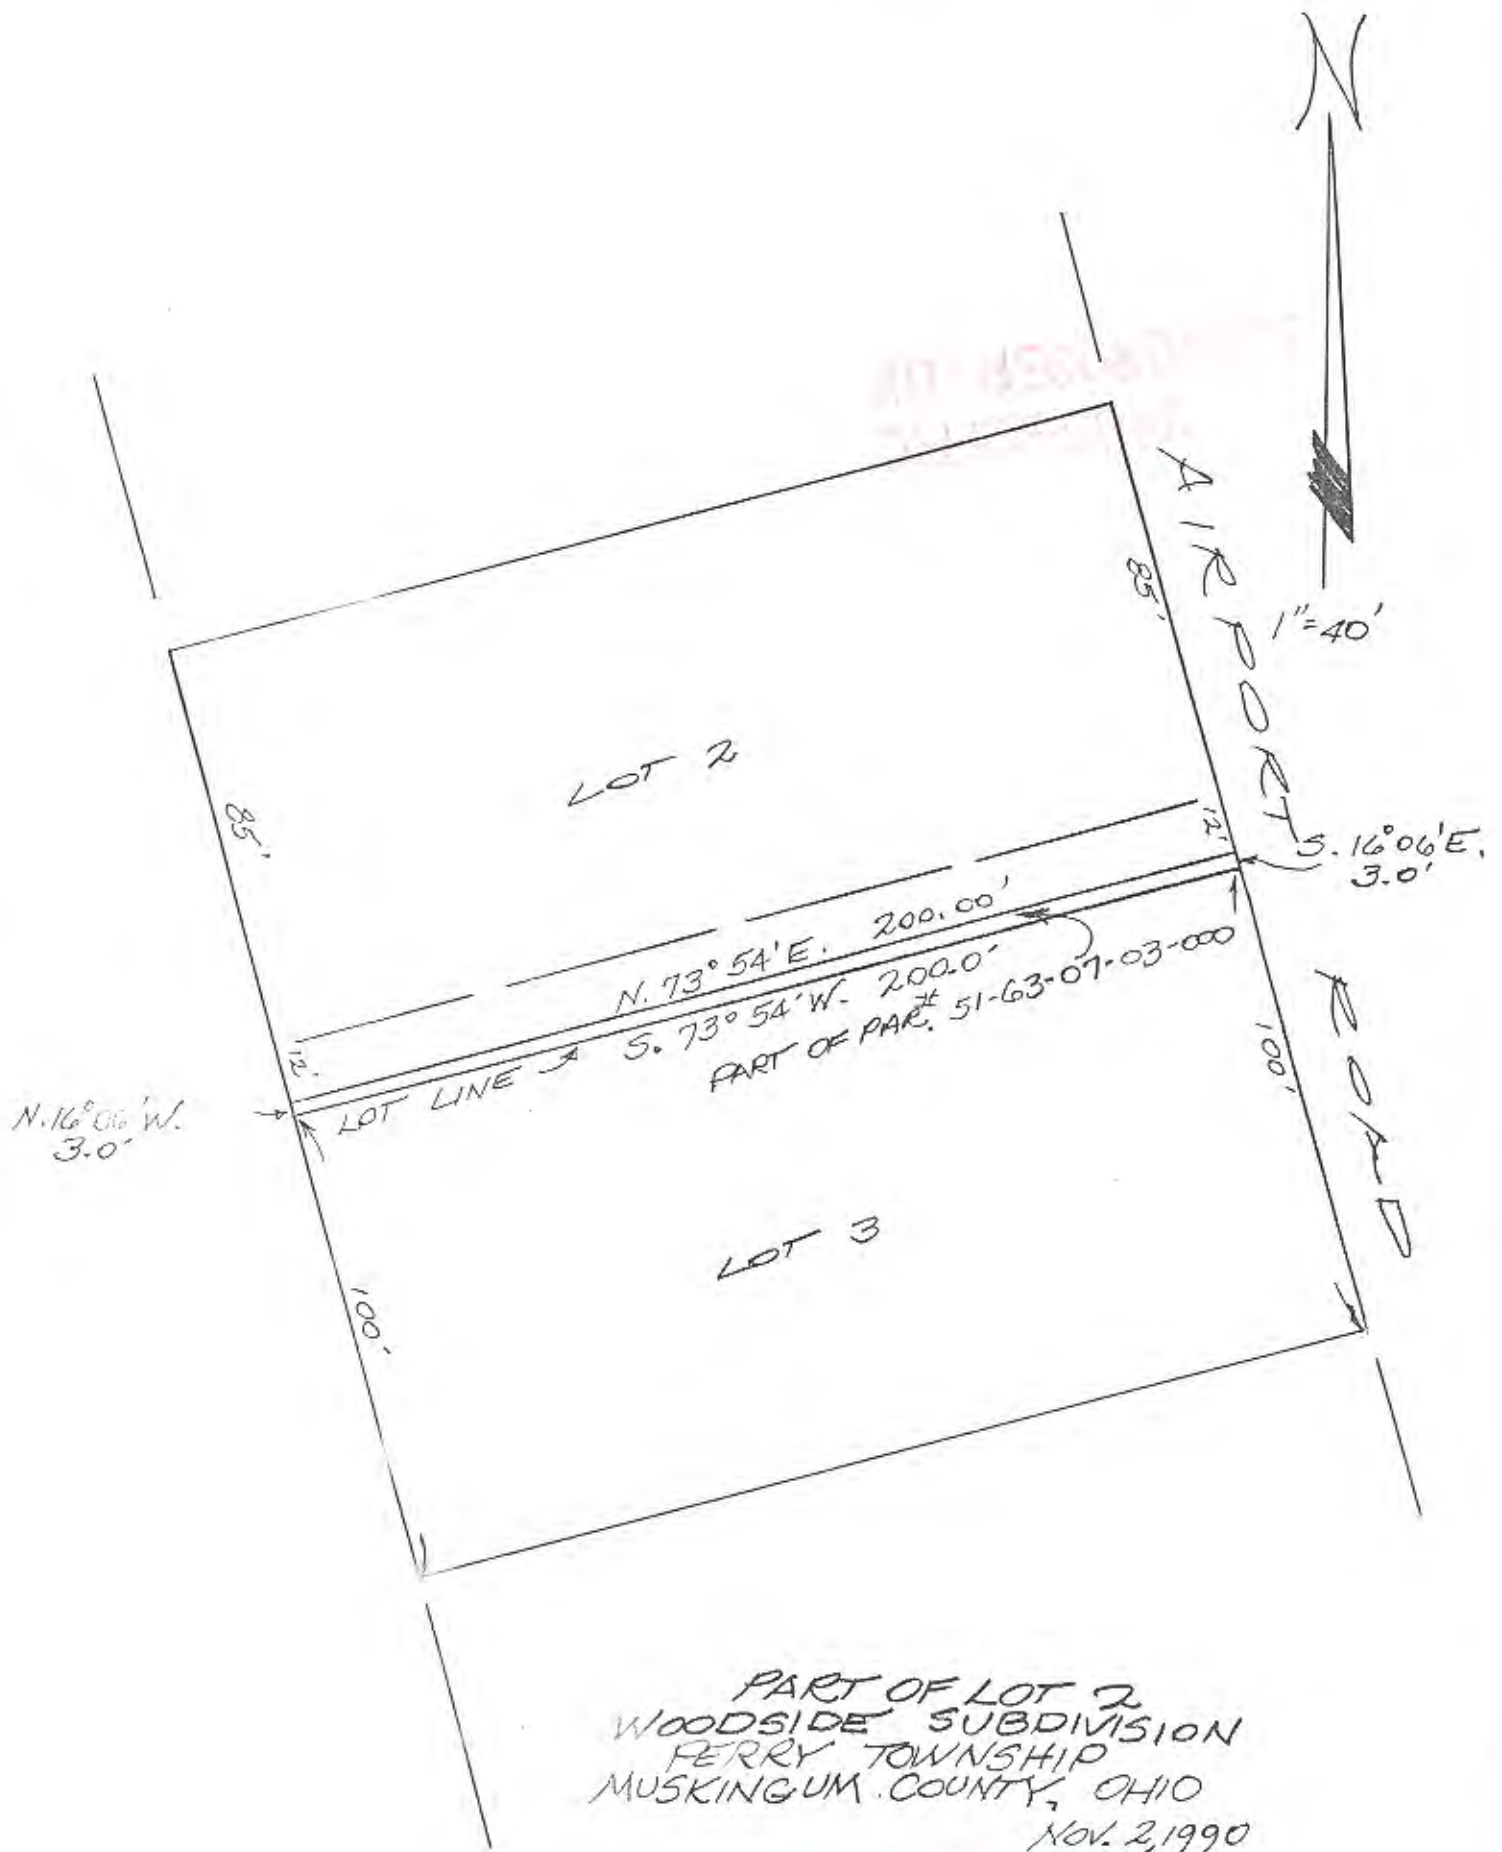 N
AIRPORT
85'
1"=40'
LOT 2
85'
12'
S. 16°06'E.
3.0'
N. 73° 54' E. 200.00'
S. 73° 54' W. 200.0'
PART OF PAR.# 51-63-07-03-000
12'
LOT LINE
N. 16°06' W.
3.0'
100'
ROAD
LOT 3
100'
PART OF LOT 2
WOODSIDE SUBDIVISION
PERRY TOWNSHIP
MUSKINGUM COUNTY, OHIO
NOV. 2, 1990